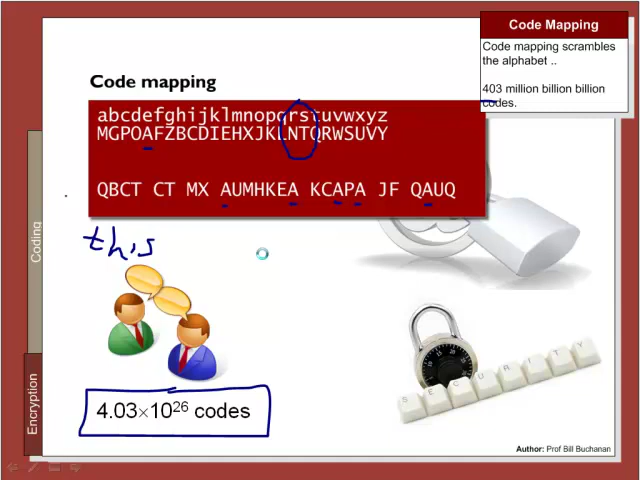 Code Mapping
Code mapping scrambles
the alphabet ..
403 million billion billion
codes.
Code mapping
abcdefghijklmnopqrstuvwxyz
MGPOAFZBCDIEHXJKLNTQRWSUVY
QBCT CT MX AUMHKEA KCAPA JF QAUQ
this
4.03×10²⁶ codes
Coding
Encryption
S E C U R I T Y
Author: Prof Bill Buchanan